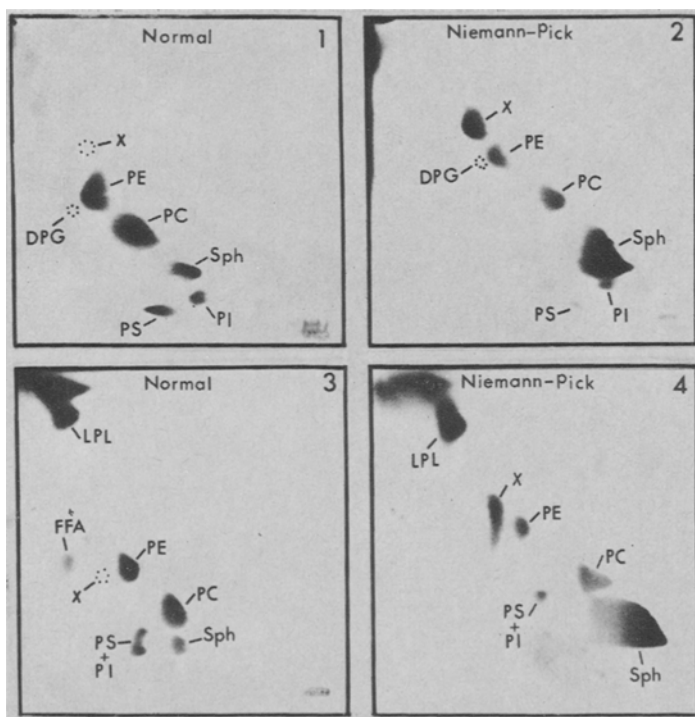 Normal 1
X
PE
DPG
PC
Sph
PS PI
Niemann-Pick 2
X
PE
DPG
PC
Sph
PS PI
Normal 3
LPL
FFA
PE
X
PC
PS
+
PI
Sph
Niemann-Pick 4
LPL
X
PE
PC
PS
+
PI
Sph